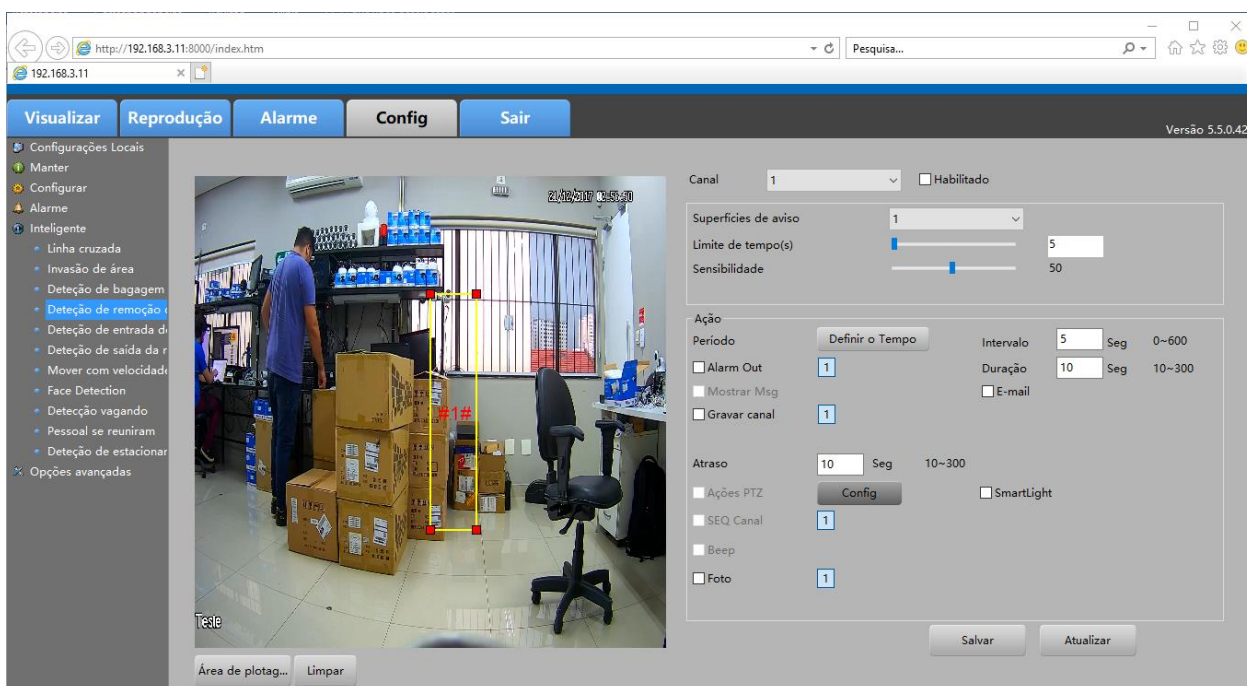 http://192.168.3.11:8000/index.htm
Pesquisa...
192.168.3.11
Visualizar Reprodução Alarme Config Sair
Versão 5.5.0.42
Configurações Locais
Manter
Configurar
Alarme
Inteligente
Linha cruzada
Invasão de área
Deteção de bagagem
Deteção de remoção
Deteção de entrada d
Deteção de saída da r
Mover com velocidad
Face Detection
Detecção vagando
Pessoal se reuniram
Deteção de estacionar
Opções avançadas
21/12/2017
#1#
Teste
Área de plotag... Limpar
Canal 1 Habilitado
Superfícies de aviso 1
Limite de tempo(s) 5
Sensibilidade 50
Ação
Período Definir o Tempo Intervalo 5 Seg 0~600
Alarm Out 1 Duração 10 Seg 10~300
Mostrar Msg E-mail
Gravar canal 1
Atraso 10 Seg 10~300
Ações PTZ Config SmartLight
SEQ Canal 1
Beep
Foto 1
Salvar Atualizar